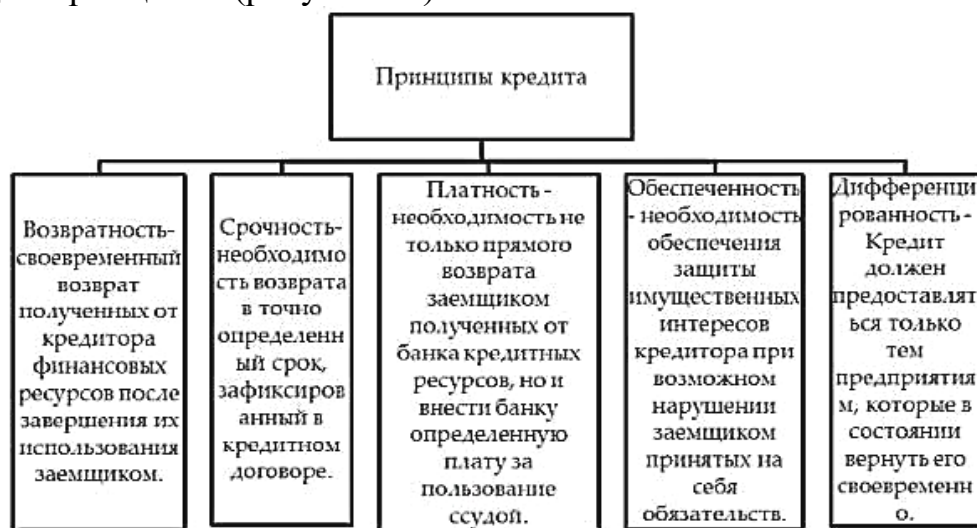 Принципы кредита
Возвратность-
своевременный
возврат
полученных от
кредитора
финансовых
ресурсов после
завершения их
использования
заемщиком.
Срочность-
необходимо
сть возврата
в точно
определенн
ый срок,
зафиксиров
анный в
кредитном
договоре.
Платность -
необходимость не
только прямого
возврата
заемщиком
полученных от
банка кредитных
ресурсов, но и
внести банку
определенную
плату за
пользование
ссудой.
Обеспеченность
- необходимость
обеспечения
защиты
имущественных
интересов
кредитора при
возможном
нарушении
заемщиком
принятых на
себя
обязательств.
Дифференци
рованность -
Кредит
должен
предоставлят
ься только
тем
предприятия
м, которые в
состоянии
вернуть его
своевременн
о.